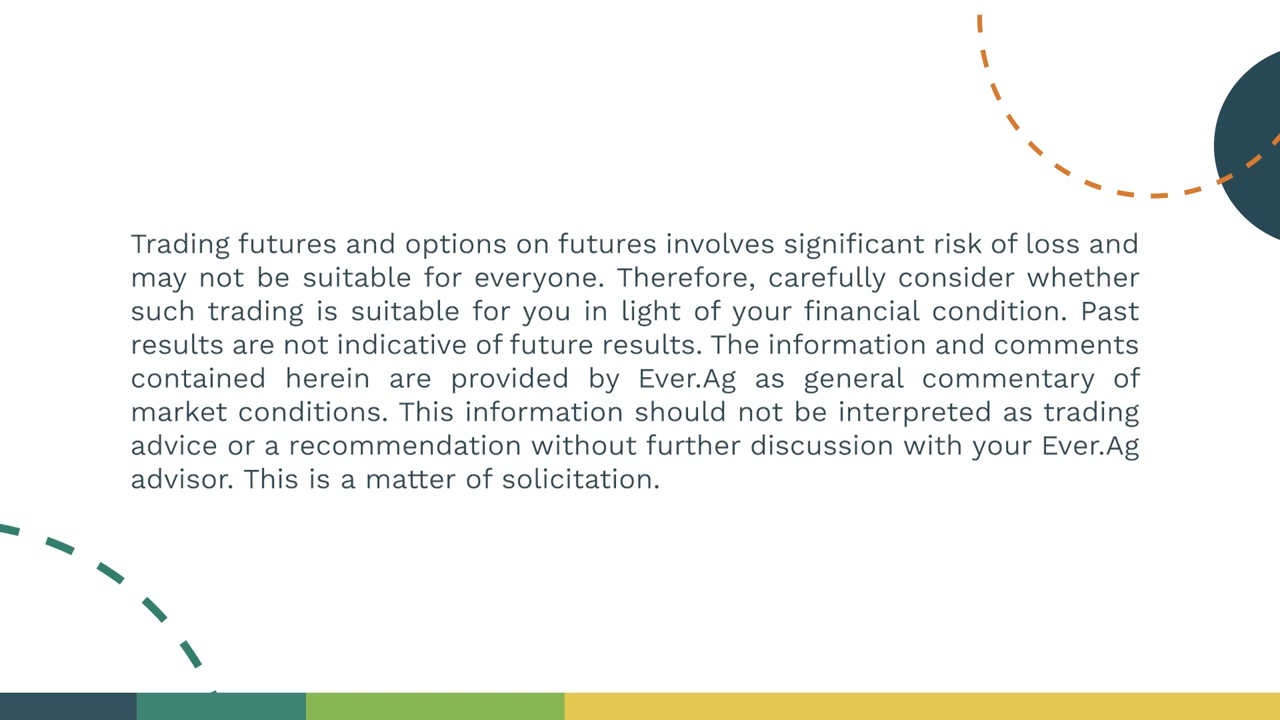 Trading futures and options on futures involves significant risk of loss and
may not be suitable for everyone. Therefore, carefully consider whether
such trading is suitable for you in light of your financial condition. Past
results are not indicative of future results. The information and comments
contained herein are provided by Ever.Ag as general commentary of
market conditions. This information should not be interpreted as trading
advice or a recommendation without further discussion with your Ever.Ag
advisor. This is a matter of solicitation.